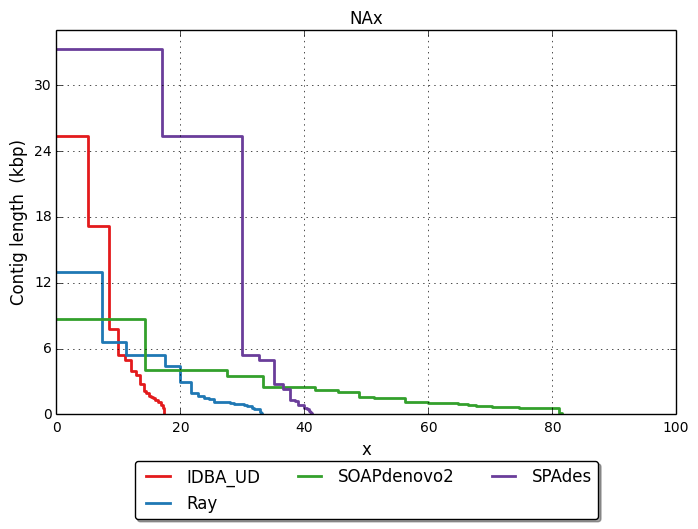 NAx
Contig length  (kbp)
30
24
18
12
6
0
0 20 40 60 80 100
x
IDBA_UD SOAPdenovo2 SPAdes
Ray